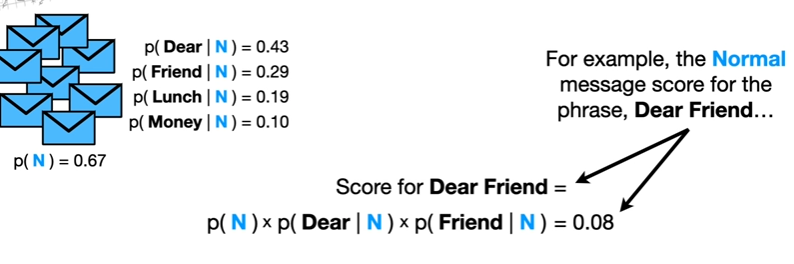 p( Dear | N ) = 0.43
p( Friend | N ) = 0.29
p( Lunch | N ) = 0.19
p( Money | N ) = 0.10
p( N ) = 0.67
For example, the Normal
message score for the
phrase, Dear Friend...
Score for Dear Friend =
p( N ) x p( Dear | N ) x p( Friend | N ) = 0.08